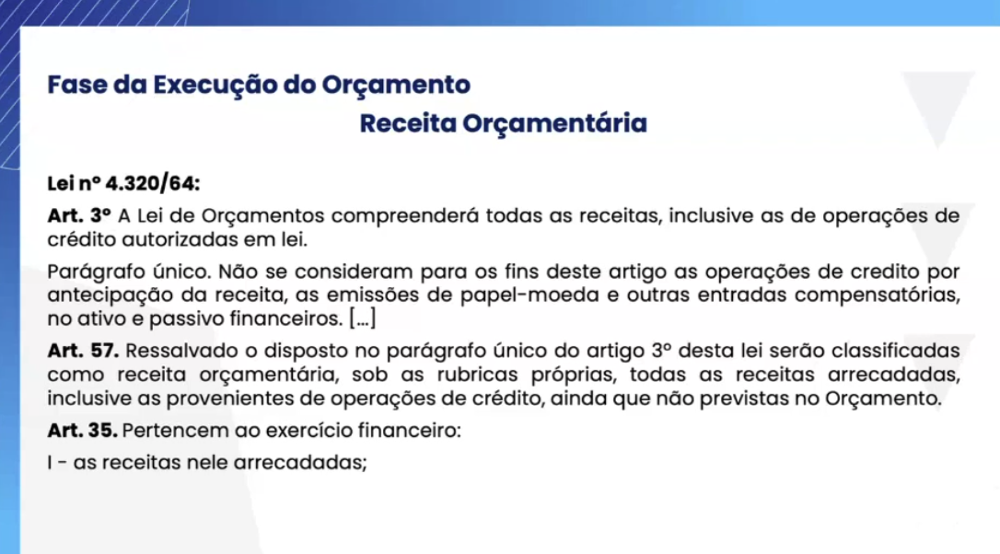 Fase da Execução do Orçamento
Receita Orçamentária
Lei nº 4.320/64:
Art. 3º A Lei de Orçamentos compreenderá todas as receitas, inclusive as de operações de
crédito autorizadas em lei.
Parágrafo único. Não se consideram para os fins deste artigo as operações de credito por
antecipação da receita, as emissões de papel-moeda e outras entradas compensatórias,
no ativo e passivo financeiros. [...]
Art. 57. Ressalvado o disposto no parágrafo único do artigo 3º desta lei serão classificadas
como receita orçamentária, sob as rubricas próprias, todas as receitas arrecadadas,
inclusive as provenientes de operações de crédito, ainda que não previstas no Orçamento.
Art. 35. Pertencem ao exercício financeiro:
I - as receitas nele arrecadadas;